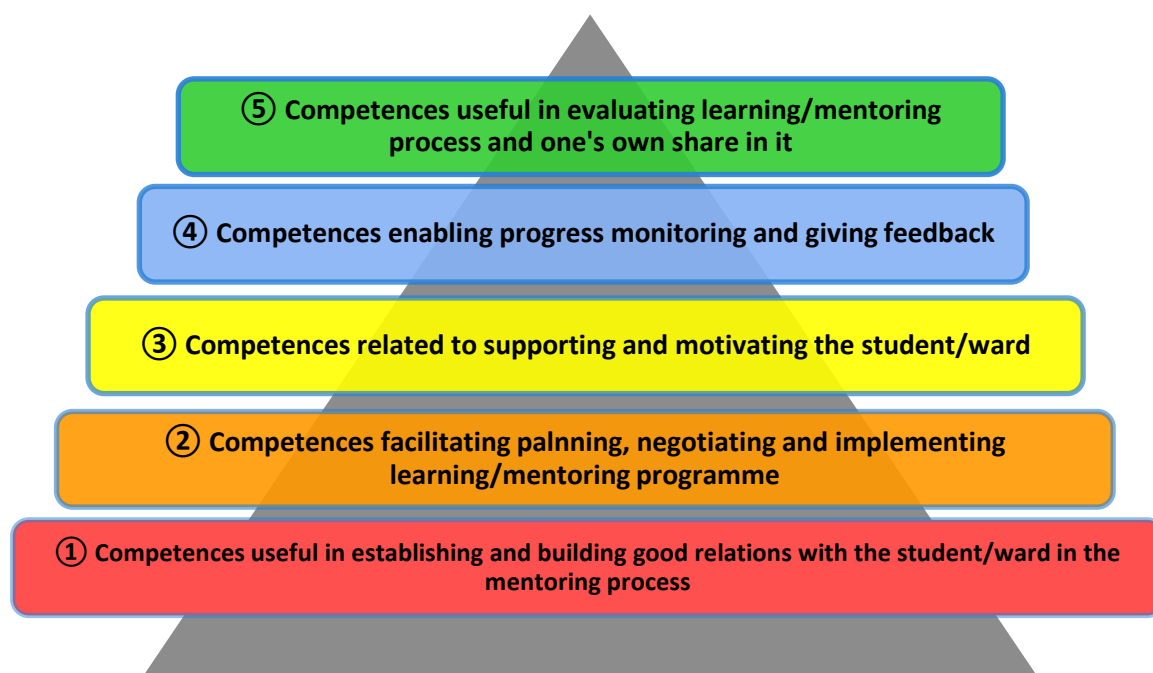 ⑤ Competences useful in evaluating learning/mentoring
process and one's own share in it
④ Competences enabling progress monitoring and giving feedback
③ Competences related to supporting and motivating the student/ward
② Competences facilitating palnning, negotiating and implementing
learning/mentoring programme
① Competences useful in establishing and building good relations with the student/ward in the
mentoring process